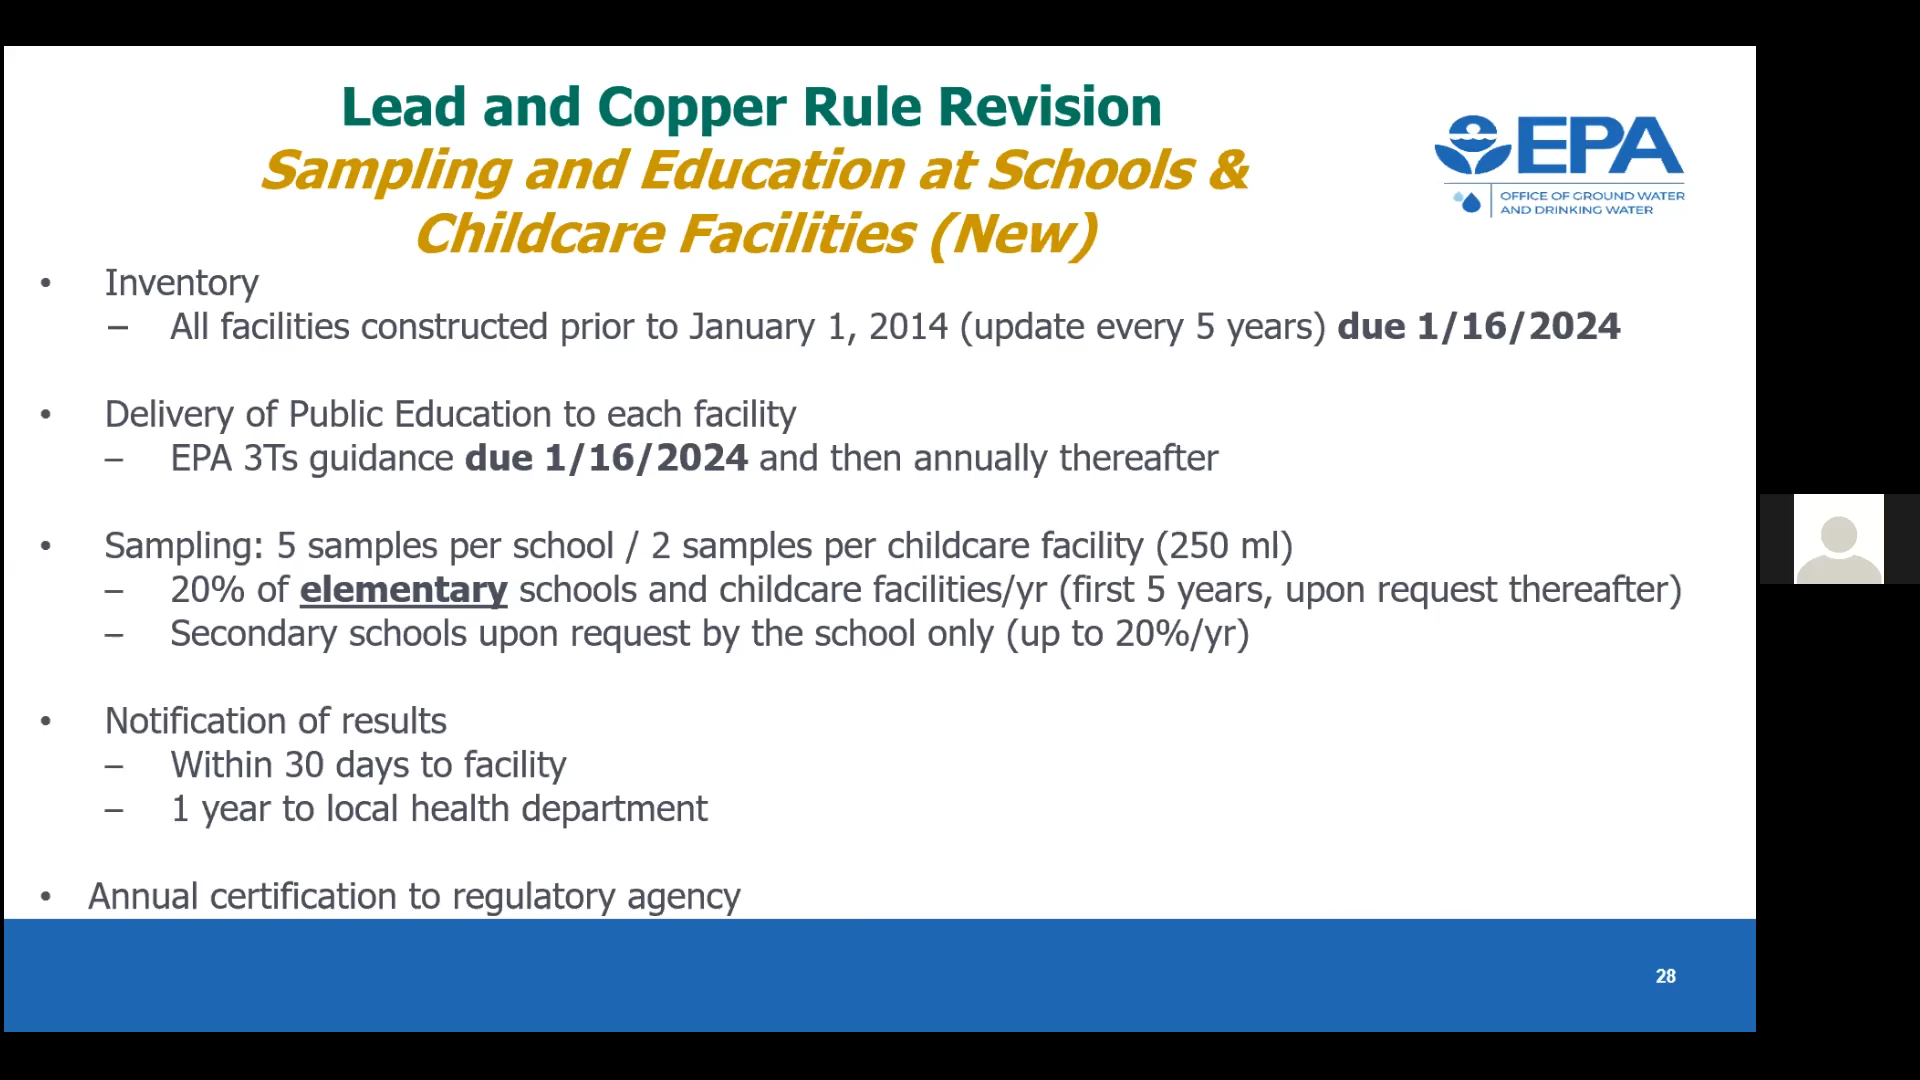 Lead and Copper Rule Revision
Sampling and Education at Schools &
Childcare Facilities (New)
EPA
OFFICE OF GROUND WATER
AND DRINKING WATER
• Inventory
– All facilities constructed prior to January 1, 2014 (update every 5 years) due 1/16/2024
• Delivery of Public Education to each facility
– EPA 3Ts guidance due 1/16/2024 and then annually thereafter
• Sampling: 5 samples per school / 2 samples per childcare facility (250 ml)
– 20% of elementary schools and childcare facilities/yr (first 5 years, upon request thereafter)
– Secondary schools upon request by the school only (up to 20%/yr)
• Notification of results
– Within 30 days to facility
– 1 year to local health department
• Annual certification to regulatory agency
28